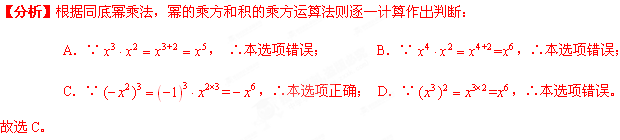 【分析】根据同底幂乘法，幂的乘方和积的乘方运算法则逐一计算作出判断：
A．∵ x³·x²=x³⁺²=x⁵，∴本选项错误； B．∵ x⁴·x²=x⁴⁺²=x⁶，∴本选项错误；
C．∵ (−x²)³=(−1)³·x²ˣ³=−x⁶，∴本选项正确； D．∵ (x³)²=x³ˣ²=x⁶，∴本选项错误。
故选 C。